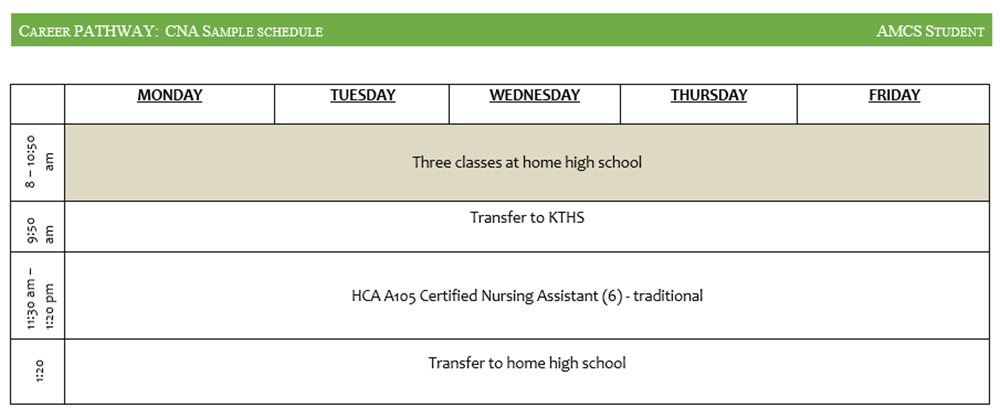 CAREER PATHWAY: CNA SAMPLE SCHEDULE AMCS STUDENT
MONDAY TUESDAY WEDNESDAY THURSDAY FRIDAY
8 – 10:50
am
Three classes at home high school
9:50
am
Transfer to KTHS
11:30 am –
1:20 pm
HCA A105 Certified Nursing Assistant (6) - traditional
1:20
Transfer to home high school